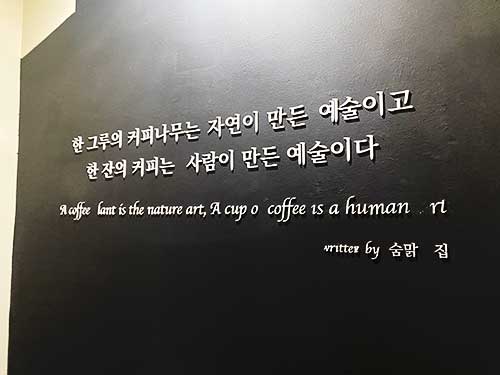 한 그루의 커피나무는 자연이 만든 예술이고
한 잔의 커피는 사람이 만든 예술이다
A coffee lant is the nature art, A cup o coffee is a human
written by 숨맑 집